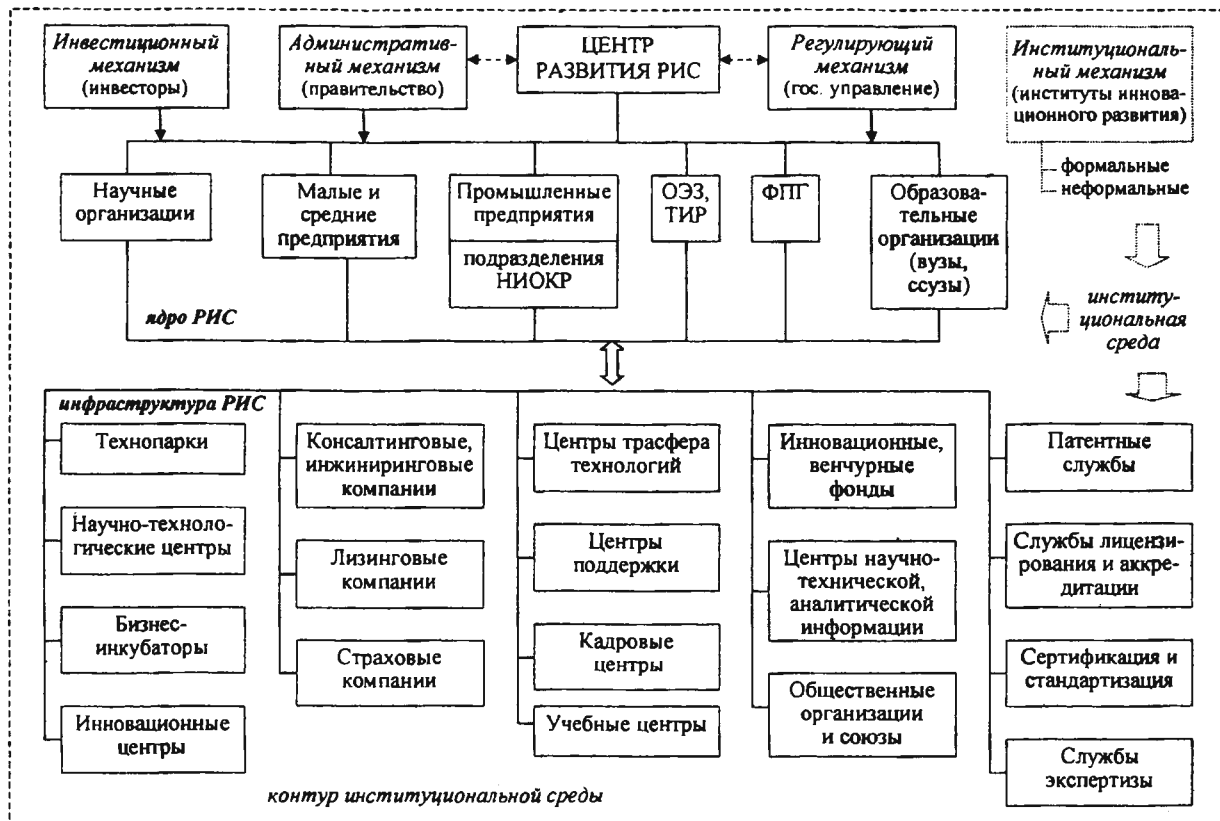 Инвестиционный
механизм
(инвесторы)
Административ-
ный механизм
(правительство)
ЦЕНТР
РАЗВИТИЯ РИС
Регулирующий
механизм
(гос. управление)
Институциональ-
ный механизм
(институты иннова-
ционного развития)
формальные
неформальные
Научные
организации
Малые и
средние
предприятия
Промышленные
предприятия
подразделения
НИОКР
ОЭЗ,
ТИР
ФПГ
Образова-
тельные
организации
(вузы,
ссузы)
ядро РИС
институ-
циональная
среда
инфраструктура РИС
Технопарки
Научно-техноло-
гические центры
Бизнес-
инкубаторы
Инновационные
центры
Консалтинговые,
инжиниринговые
компании
Лизинговые
компании
Страховые
компании
Центры трасфера
технологий
Центры
поддержки
Кадровые
центры
Учебные центры
Инновационные,
венчурные
фонды
Центры научно-
технической,
аналитической
информации
Общественные
организации
и союзы
Патентные
службы
Службы лицензи-
рования и аккре-
дитации
Сертификация и
стандартизация
Службы
экспертизы
контур институциональной среды